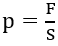 p = F/S